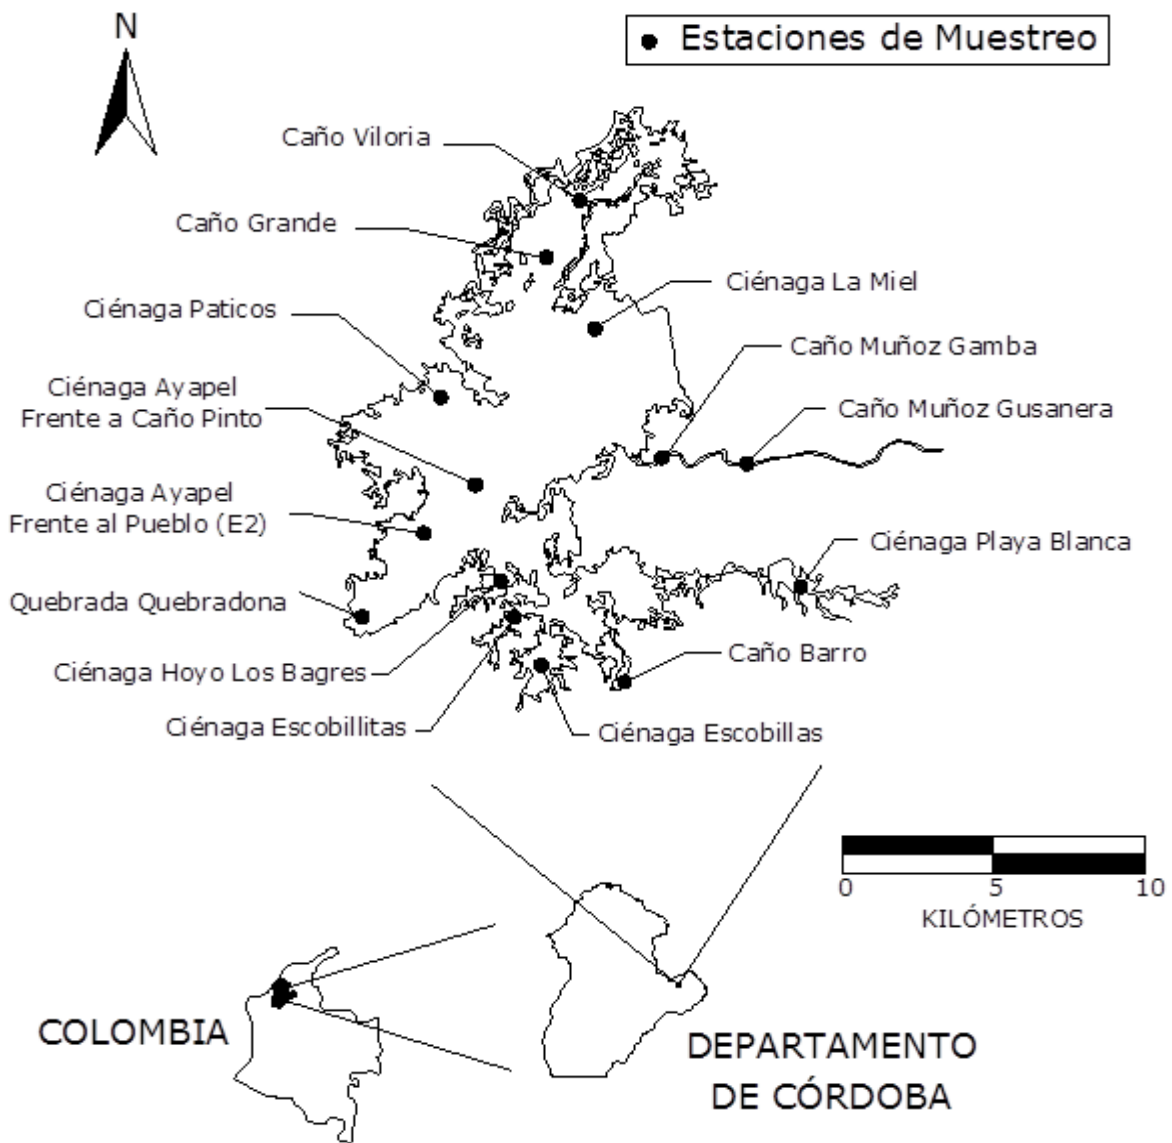 N
Estaciones de Muestreo
Caño Viloria
Caño Grande
Ciénaga La Miel
Ciénaga Paticos
Caño Muñoz Gamba
Ciénaga Ayapel
Frente a Caño Pinto
Caño Muñoz Gusanera
Ciénaga Ayapel
Frente al Pueblo (E2)
Ciénaga Playa Blanca
Quebrada Quebradona
Caño Barro
Ciénaga Hoyo Los Bagres
Ciénaga Escobillitas
Ciénaga Escobillas
0 5 10
KILÓMETROS
COLOMBIA
DEPARTAMENTO
DE CÓRDOBA